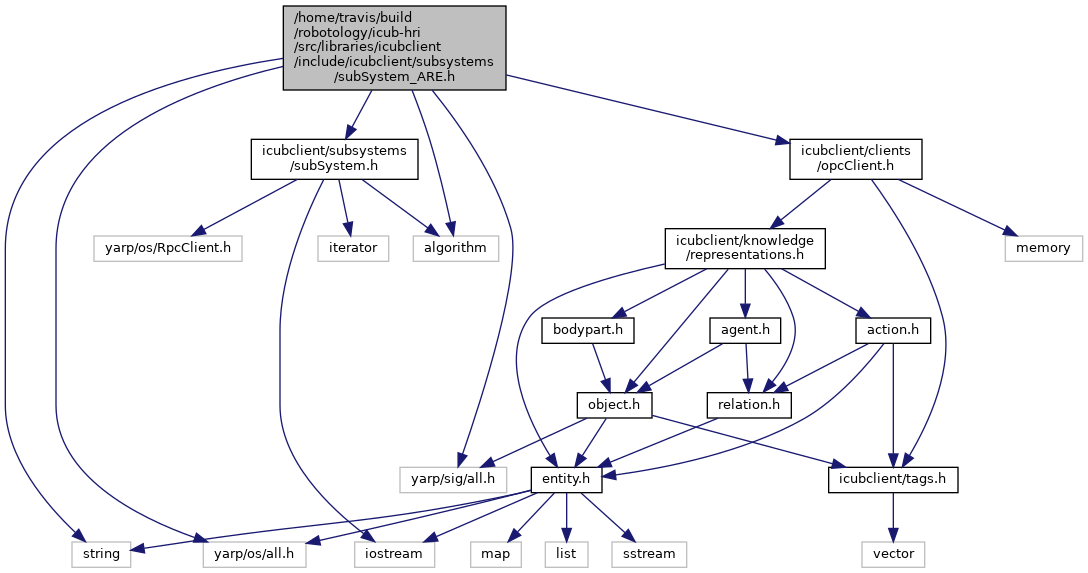 /home/travis/build
/robotology/icub-hri
/src/libraries/icubclient
/include/icubclient/subsystems
/subSystem_ARE.h
icubclient/subsystems
/subSystem.h
icubclient/clients
/opcClient.h
yarp/os/RpcClient.h
iterator
algorithm
icubclient/knowledge
/representations.h
memory
bodypart.h
agent.h
action.h
object.h
relation.h
yarp/sig/all.h
entity.h
icubclient/tags.h
string
yarp/os/all.h
iostream
map
list
sstream
vector